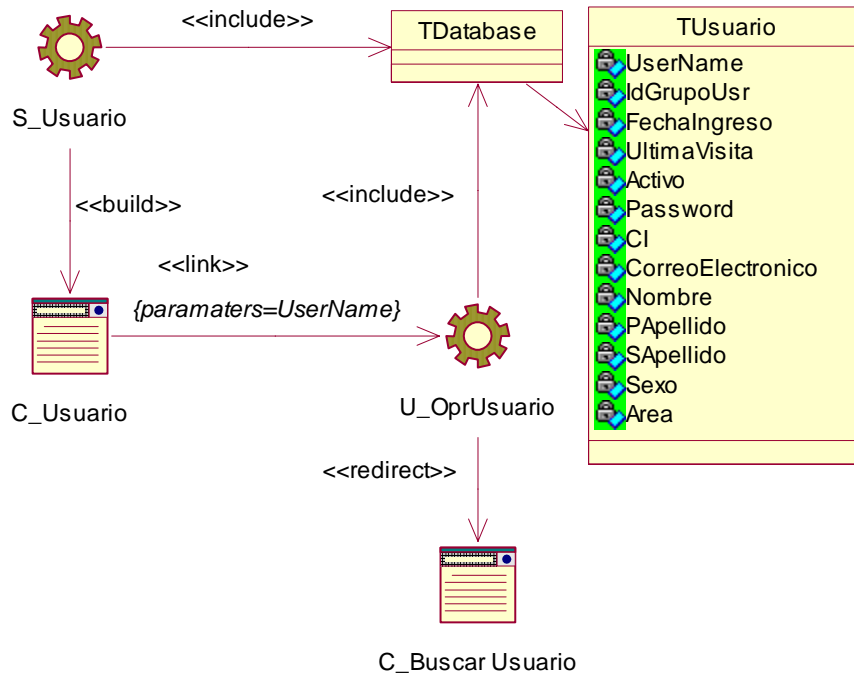 <<include>>
TDatabase
TUsuario
UserName
IdGrupoUsr
FechaIngreso
UltimaVisita
Activo
Password
CI
CorreoElectronico
Nombre
PApellido
SApellido
Sexo
Area
S_Usuario
<<build>>
<<include>>
<<link>>
{paramaters=UserName}
C_Usuario
U_OprUsuario
<<redirect>>
C_Buscar Usuario